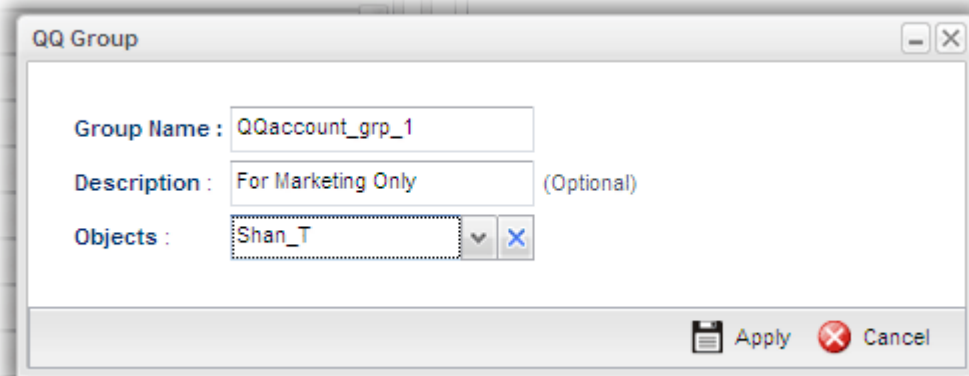 QQ Group
Group Name : QQaccount_grp_1
Description : For Marketing Only (Optional)
Objects : Shan_T
Apply Cancel